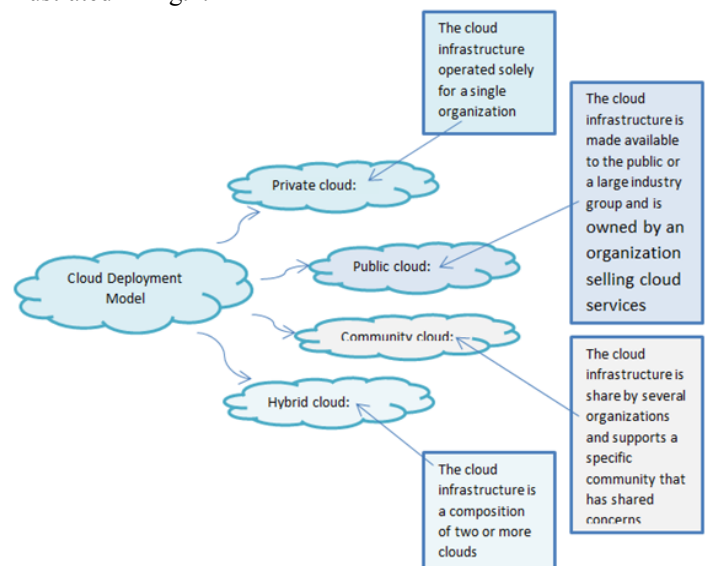 The cloud
infrastructure
operated solely
for a single
organization
The cloud
infrastructure is
made available
to the public or
a large industry
group and is
owned by an
organization
selling cloud
services
Private cloud:
Public cloud:
Cloud Deployment
Model
Community cloud:
Hybrid cloud:
The cloud
infrastructure is
share by several
organizations
and supports a
specific
community that
has shared
concerns
The cloud
infrastructure is
a composition
of two or more
clouds